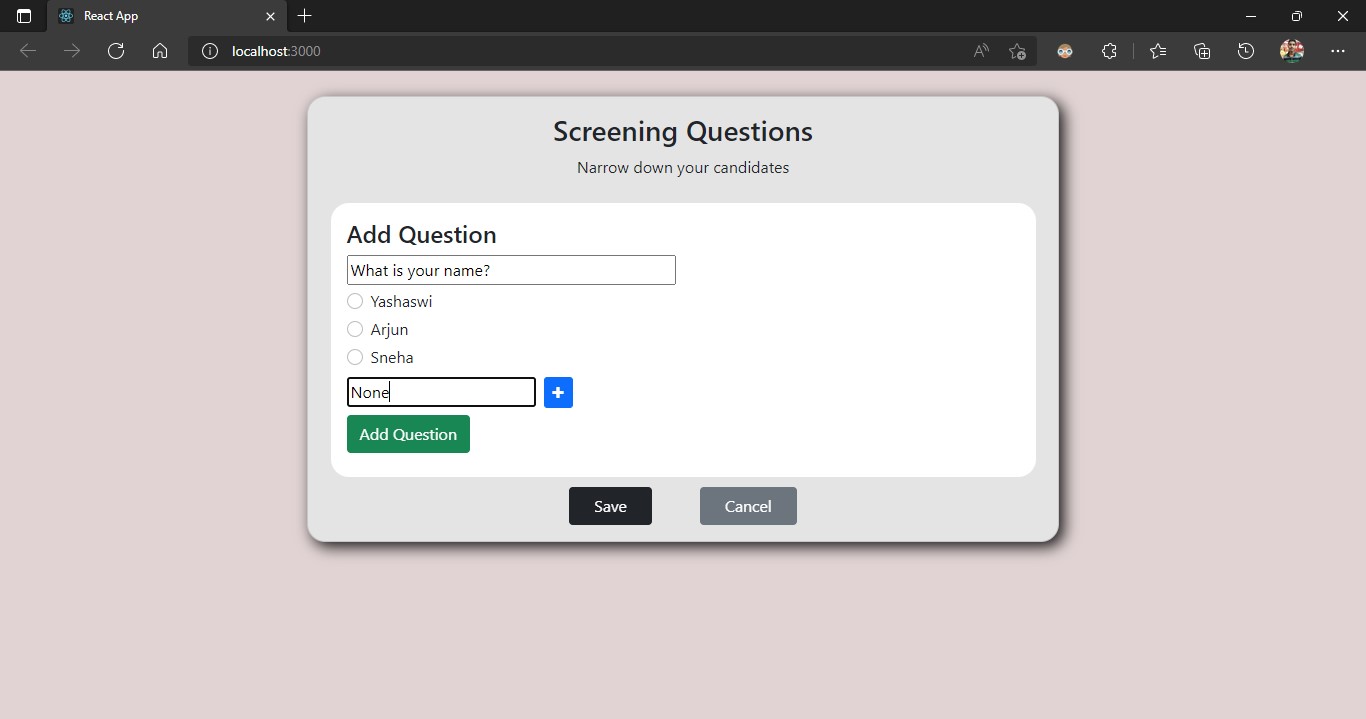 React App
localhost:3000
Screening Questions
Narrow down your candidates
Add Question
What is your name?
Yashaswi
Arjun
Sneha
None
+
Add Question
Save Cancel